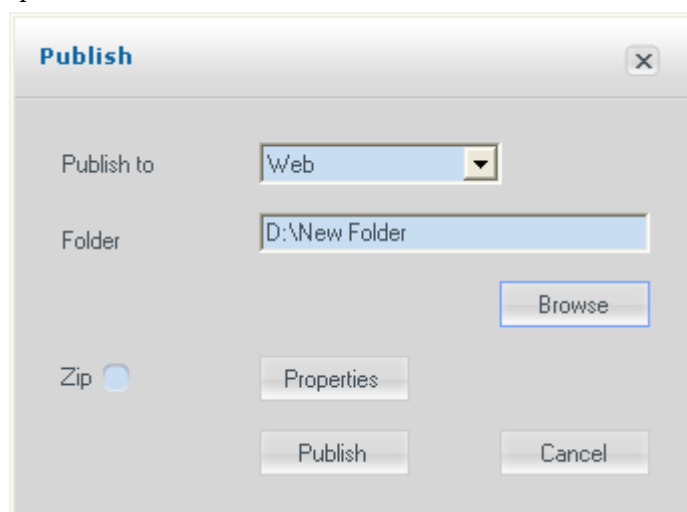 Publish
Publish to
Web
Folder
D:\New Folder
Browse
Zip
Properties
Publish
Cancel